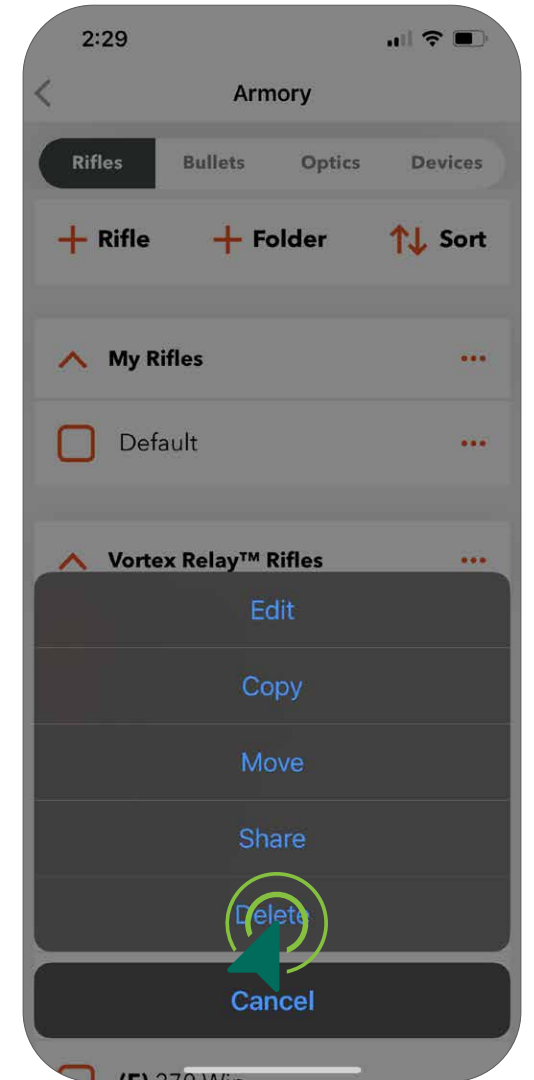 2:29
Armory
Rifles Bullets Optics Devices
+ Rifle + Folder Sort
My Rifles ...
Default ...
Vortex Relay™ Rifles ...
Edit
Copy
Move
Share
Delete
Cancel